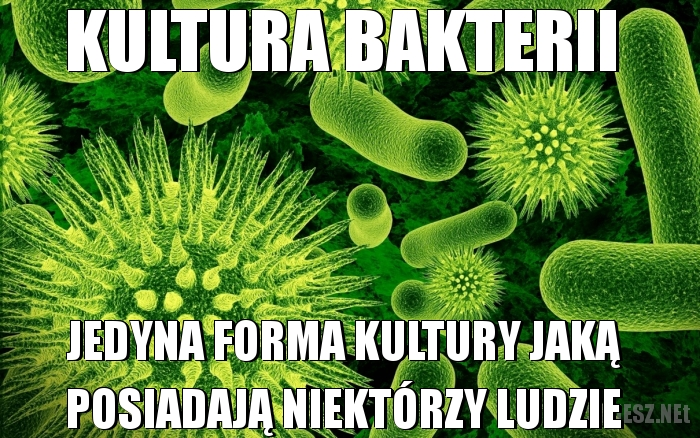 KULTURA BAKTERII
JEDYNA FORMA KULTURY JAKĄ
POSIADAJĄ NIEKTÓRZY LUDZIE